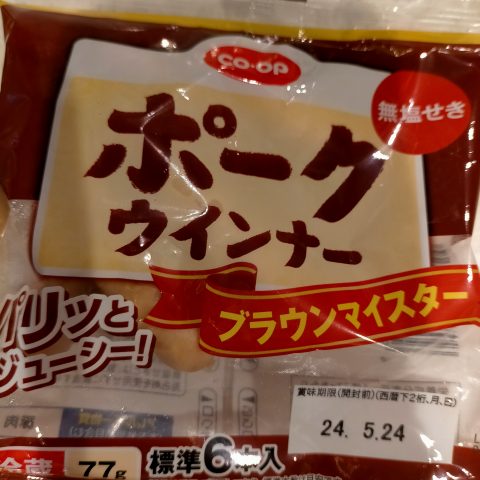 CO・OP
無塩せき
ポーク
ウインナー
ブラウンマイスター
パリッと
ジューシー!
賞味期限(開封前)(西暦下2桁、月、日)
24. 5.24
冷蔵
77g
標準6本入